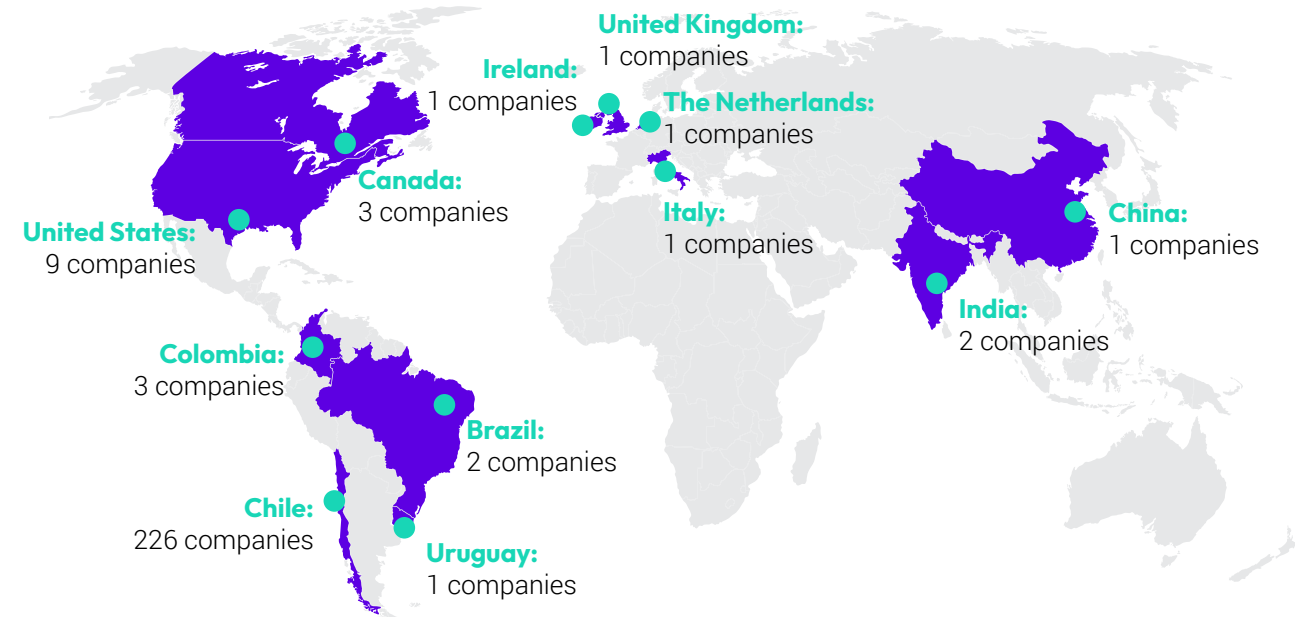 United Kingdom:
1 companies
Ireland:
1 companies
The Netherlands:
1 companies
Canada:
3 companies
Italy:
1 companies
China:
1 companies
United States:
9 companies
India:
2 companies
Colombia:
3 companies
Brazil:
2 companies
Chile:
226 companies
Uruguay:
1 companies